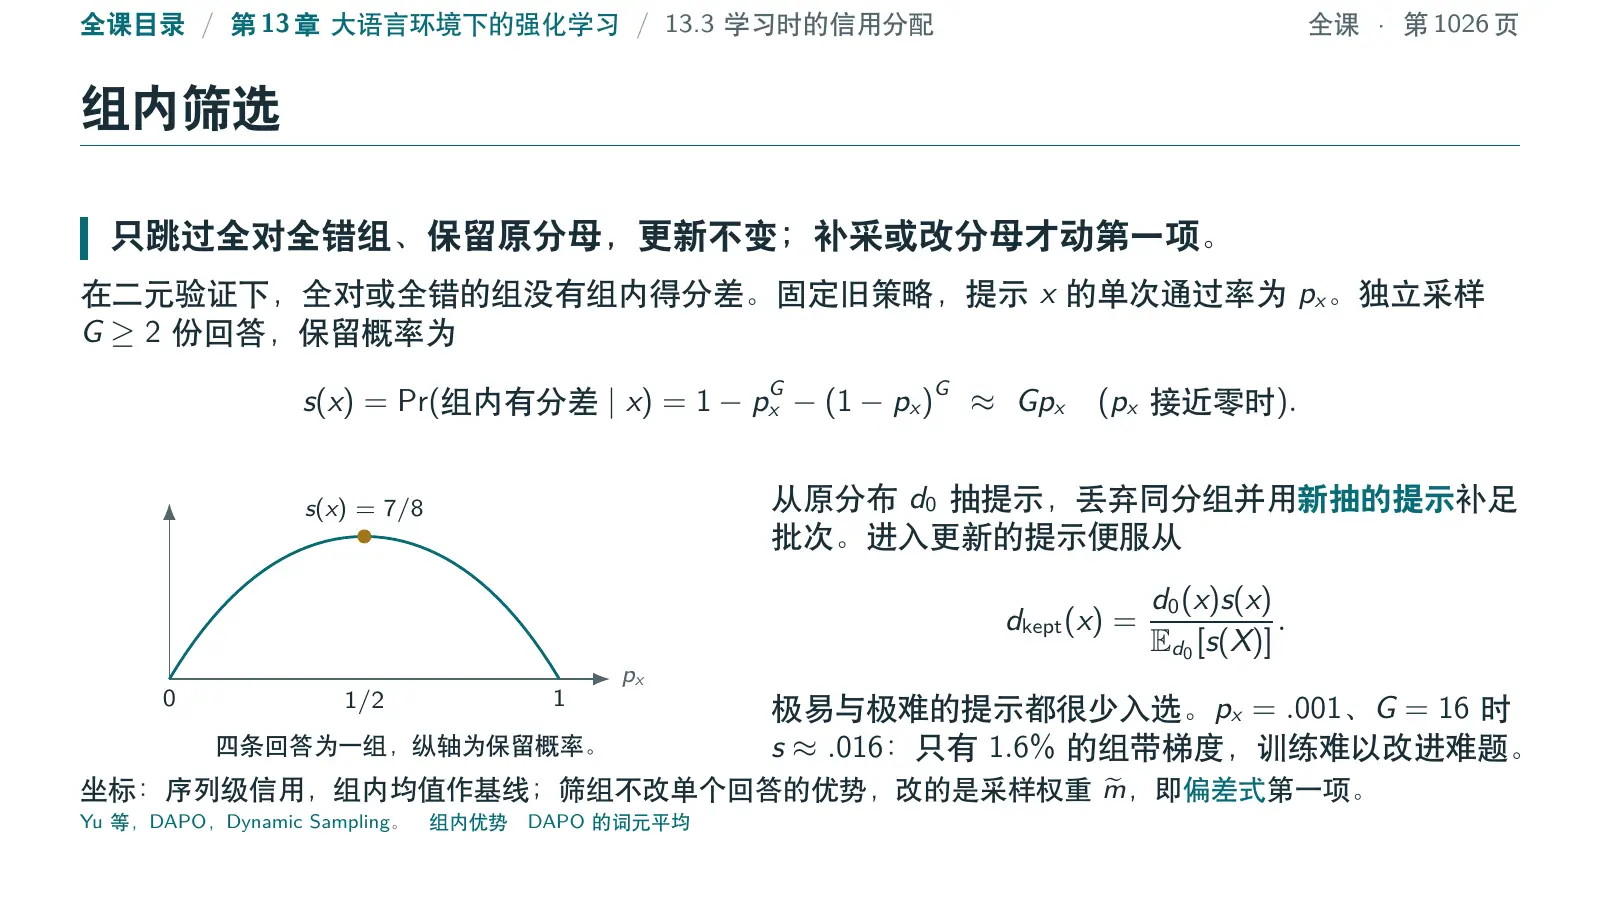 全课目录 / 第 13 章 大语言环境下的强化学习 / 13.3 学习时的信用分配
全课 · 第 1026 页
组内筛选
只跳过全对全错组、保留原分母，更新不变；补采或改分母才动第一项。
在二元验证下，全对或全错的组没有组内得分差。固定旧策略，提示 x 的单次通过率为 pₓ。独立采样
G ≥ 2 份回答，保留概率为
s(x) = Pr(组内有分差 | x) = 1 − pₓ^G − (1 − pₓ)^G ≈ Gpₓ (pₓ 接近零时).
s(x) = 7/8
pₓ
0 1/2 1
四条回答为一组，纵轴为保留概率。
从原分布 d₀ 抽提示，丢弃同分组并用新抽的提示补足
批次。进入更新的提示便服从
d_kept(x) = d₀(x)s(x) / 𝔼_{d₀}[s(X)].
极易与极难的提示都很少入选。pₓ = .001、G = 16 时
s ≈ .016：只有 1.6% 的组带梯度，训练难以改进难题。
坐标：序列级信用，组内均值作基线；筛组不改单个回答的优势，改的是采样权重 m̃，即偏差式第一项。
Yu 等，DAPO，Dynamic Sampling。 组内优势 DAPO 的词元平均